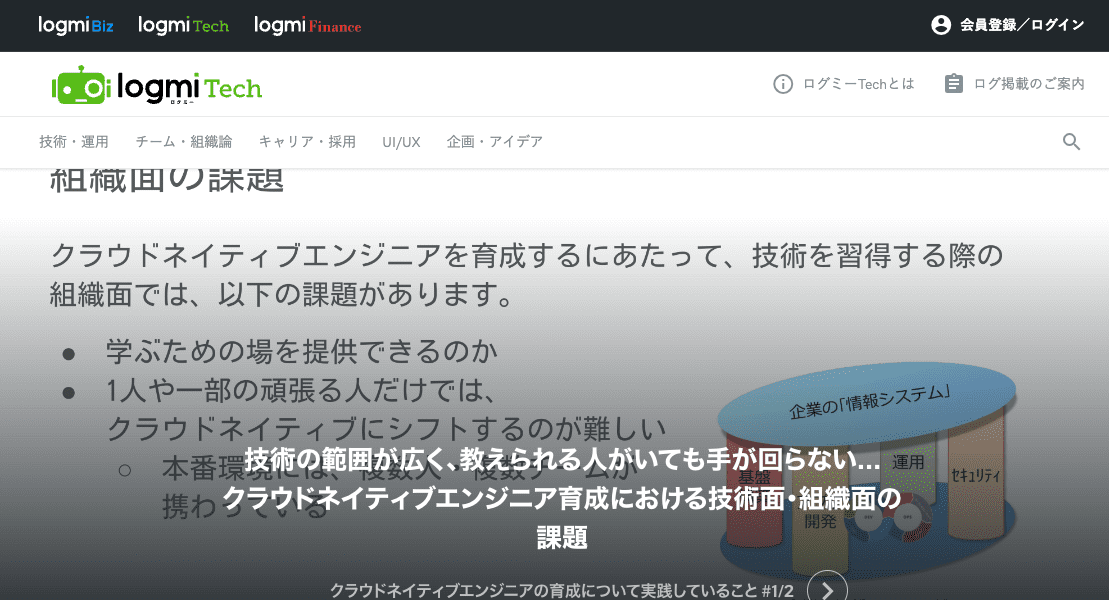 logmi Biz logmi Tech logmi Finance 会員登録／ログイン
logmi Tech ログミーTechとは ログ掲載のご案内
ログミー
技術・運用 チーム・組織論 キャリア・採用 UI/UX 企画・アイデア
組織面の課題
クラウドネイティブエンジニアを育成するにあたって、技術を習得する際の
組織面では、以下の課題があります。
● 学ぶための場を提供できるのか
● 1人や一部の頑張る人だけでは、
クラウドネイティブにシフトするのが難しい
○ 本番環境には、複数人・複数チームが
携わっている
企業の「情報システム」
基盤
開発
運用
セキュリティ
技術の範囲が広く、教えられる人がいても手が回らない…
クラウドネイティブエンジニア育成における技術面・組織面の
課題
クラウドネイティブエンジニアの育成について実践していること #1/2